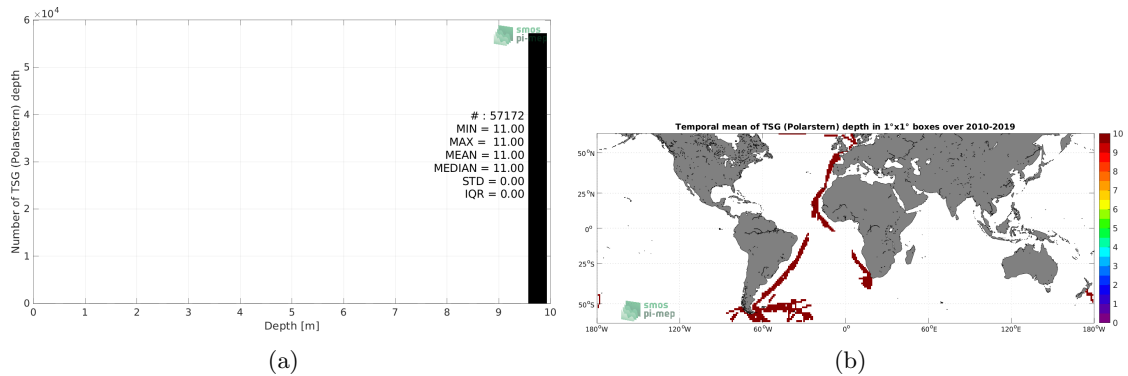 6
×10⁴
5
4
3
2
1
0
Number of TSG (Polarstern) depth
smos
pi-mep
# : 57172
MIN = 11.00
MAX = 11.00
MEAN = 11.00
MEDIAN = 11.00
STD = 0.00
IQR = 0.00
0 1 2 3 4 5 6 7 8 9 10
Depth [m]
(a)
Temporal mean of TSG (Polarstern) depth in 1°x1° boxes over 2010-2019
50°N
25°N
0°
25°S
50°S
180°W 120°W 60°W 0° 60°E 120°E 180°E
smos
pi-mep
10
9
8
7
6
5
4
3
2
1
0
(b)